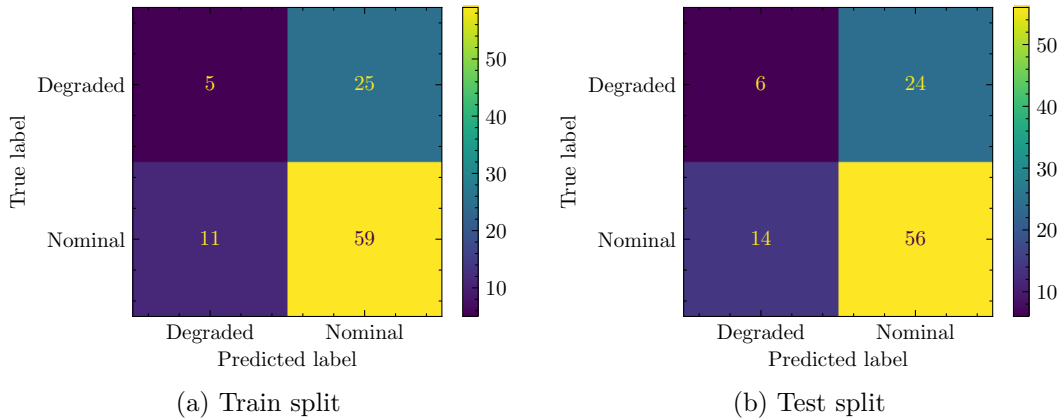 Degraded
Nominal
True label
5
25
11
59
Degraded
Nominal
Predicted label
50
40
30
20
10
(a) Train split
Degraded
Nominal
True label
6
24
14
56
Degraded
Nominal
Predicted label
50
40
30
20
10
(b) Test split